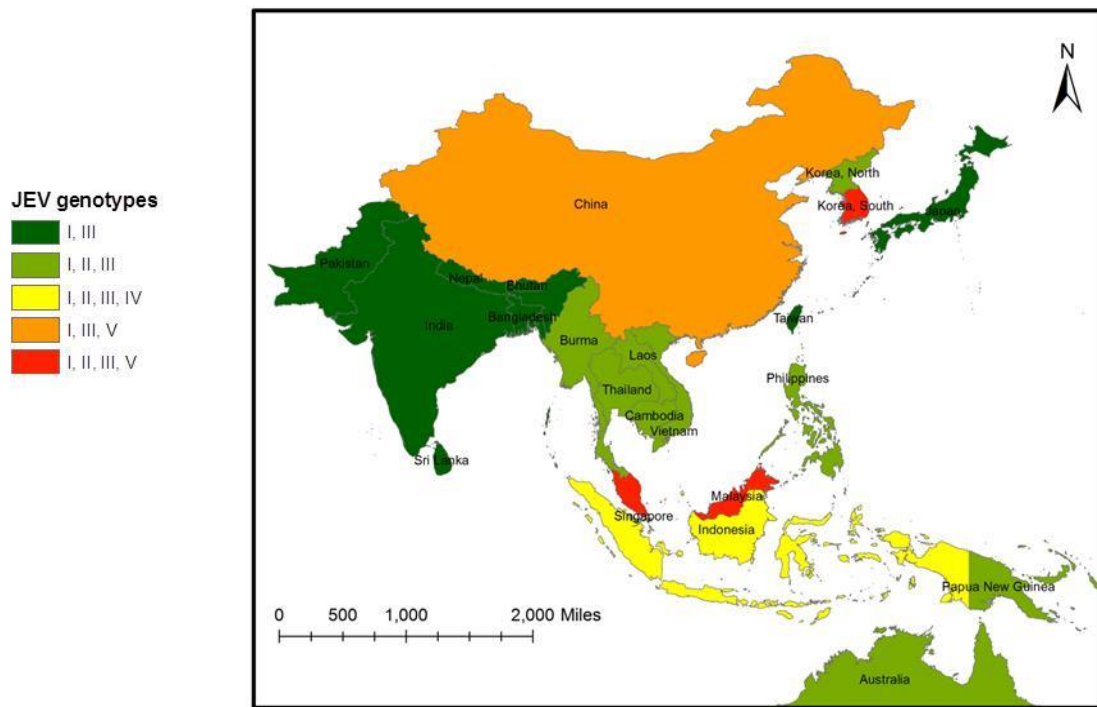 N
JEV genotypes
I, III
I, II, III
I, II, III, IV
I, III, V
I, II, III, V
China
Korea, North
Korea, South
Japan
Pakistan
Nepal
Bhutan
India
Bangladesh
Burma
Laos
Taiwan
Thailand
Philippines
Cambodia
Vietnam
Sri Lanka
Malaysia
Singapore
Indonesia
Papua New Guinea
0 500 1,000 2,000 Miles
Australia